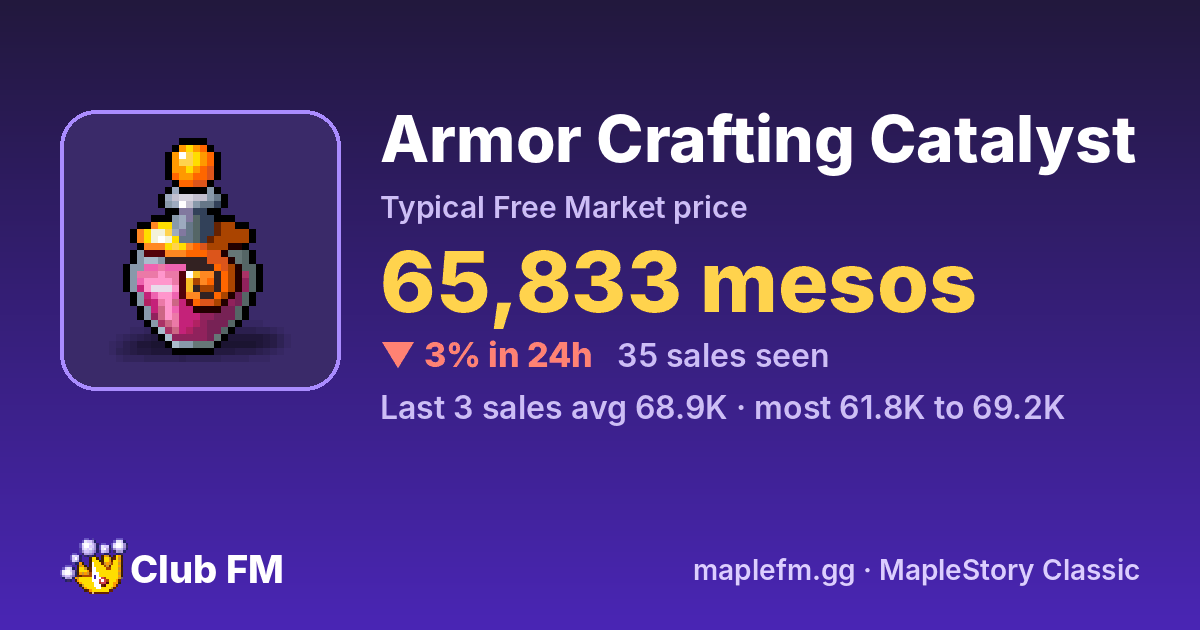 Armor Crafting Catalyst
Typical Free Market price
65,833 mesos
▼ 3% in 24h 35 sales seen
Last 3 sales avg 68.9K · most 61.8K to 69.2K
Club FM
maplefm.gg · MapleStory Classic